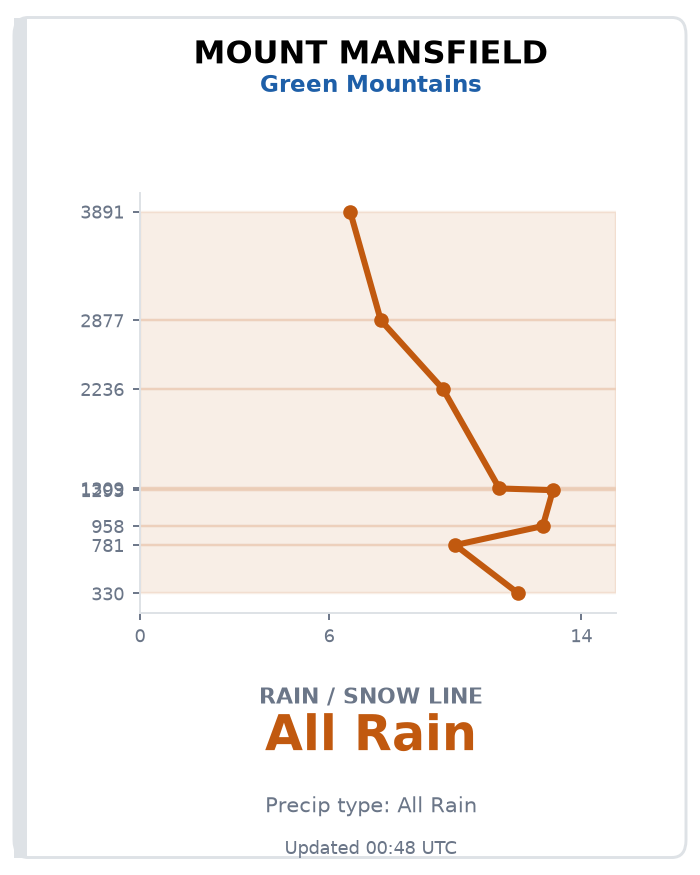 MOUNT MANSFIELD
Green Mountains
3891
2877
2236
958
781
330
0 6 14
RAIN / SNOW LINE
All Rain
Precip type: All Rain
Updated 00:48 UTC